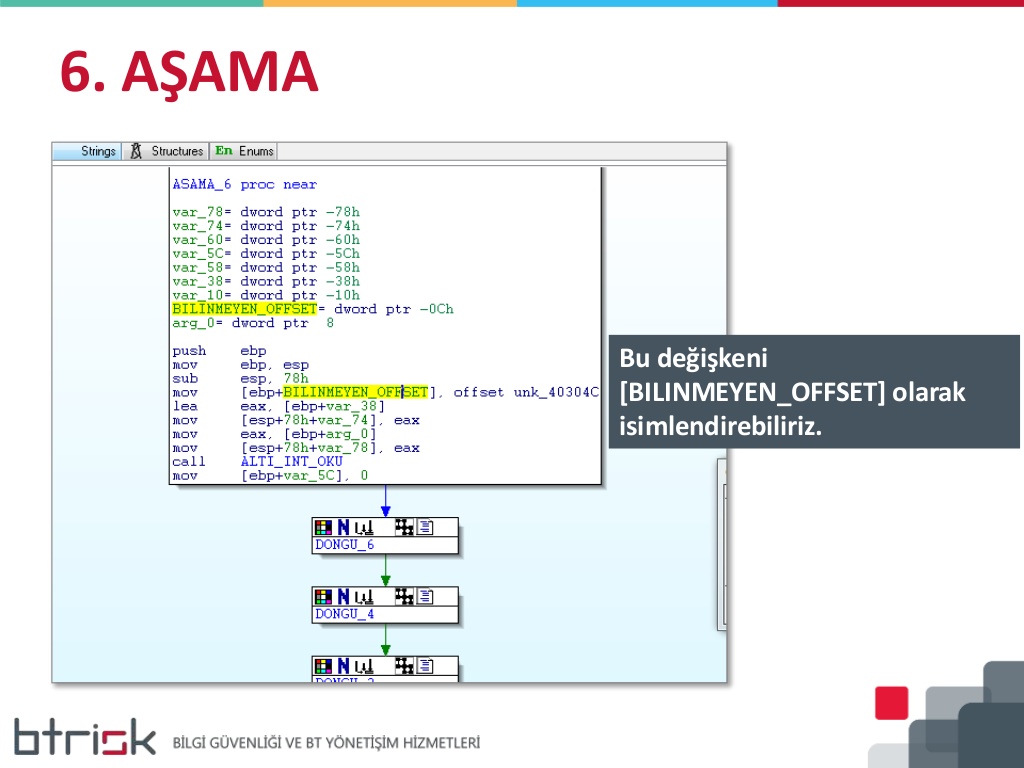 6. AŞAMA
Strings Structures En Enums
ASAMA_6 proc near
var_78= dword ptr -78h
var_74= dword ptr -74h
var_60= dword ptr -60h
var_5C= dword ptr -5Ch
var_58= dword ptr -58h
var_38= dword ptr -38h
var_10= dword ptr -10h
BILINMEYEN_OFFSET= dword ptr -0Ch
arg_0= dword ptr 8
push ebp
mov ebp, esp
sub esp, 78h
mov [ebp+BILINMEYEN_OFFSET], offset unk_40304C
lea eax, [ebp+var_38]
mov [esp+78h+var_74], eax
mov eax, [ebp+arg_0]
mov [esp+78h+var_78], eax
call ALTI_INT_OKU
mov [ebp+var_5C], 0
DONGU_6
DONGU_4
Bu değişkeni
[BILINMEYEN_OFFSET] olarak
isimlendirebiliriz.
btrisk BİLGİ GÜVENLİĞİ VE BT YÖNETİŞİM HİZMETLERİ